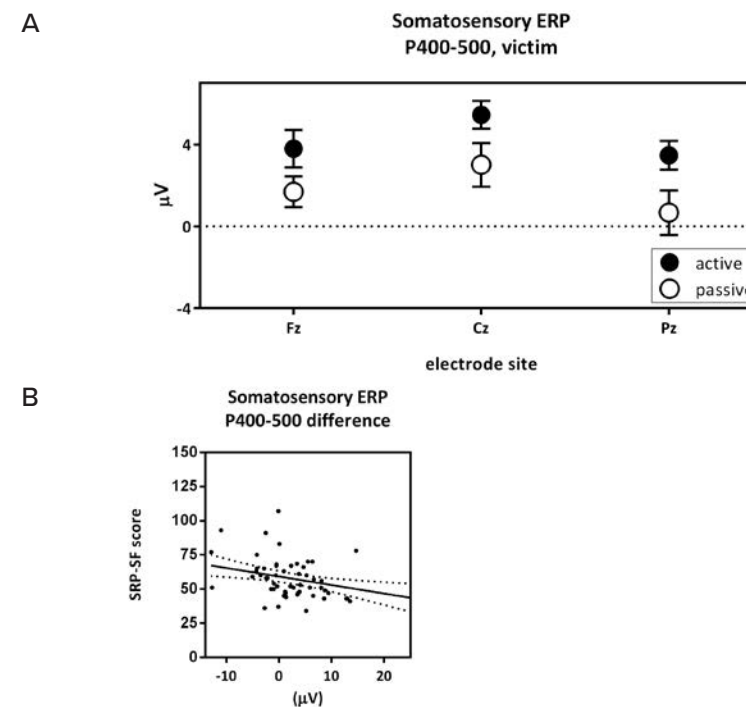 A
Somatosensory ERP
P400-500, victim
μV
4
0
-4
active
passive
Fz
Cz
Pz
electrode site
B
Somatosensory ERP
P400-500 difference
SRP-SF score
150
125
100
75
50
25
0
-10
0
10
20
(μV)